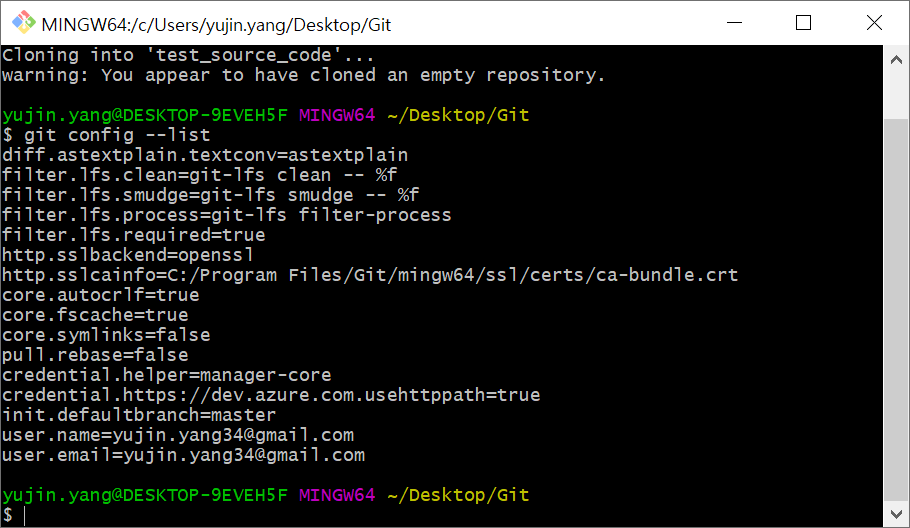 MINGW64:/c/Users/yujin.yang/Desktop/Git
Cloning into 'test_source_code'...
warning: You appear to have cloned an empty repository.
yujin.yang@DESKTOP-9EVEH5F MINGW64 ~/Desktop/Git
$ git config --list
diff.astextplain.textconv=astextplain
filter.lfs.clean=git-lfs clean -- %f
filter.lfs.smudge=git-lfs smudge -- %f
filter.lfs.process=git-lfs filter-process
filter.lfs.required=true
http.sslbackend=openssl
http.sslcainfo=C:/Program Files/Git/mingw64/ssl/certs/ca-bundle.crt
core.autocrlf=true
core.fscache=true
core.symlinks=false
pull.rebase=false
credential.helper=manager-core
credential.https://dev.azure.com.usehttppath=true
init.defaultbranch=master
user.name=yujin.yang34@gmail.com
user.email=yujin.yang34@gmail.com
yujin.yang@DESKTOP-9EVEH5F MINGW64 ~/Desktop/Git
$